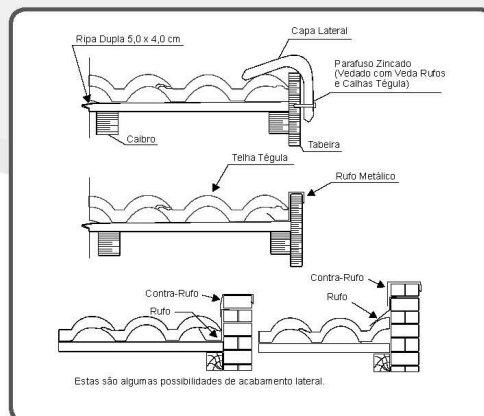 Capa Lateral
Ripa Dupla 5,0 x 4,0 cm
Parafuso Zincado
(Vedado com Veda Rufos
e Calhas Tégula)
Caibro
Tabeira
Telha Tégula
Rufo Metálico
Contra-Rufo
Rufo
Contra-Rufo
Rufo
Estas são algumas possibilidades de acabamento lateral.